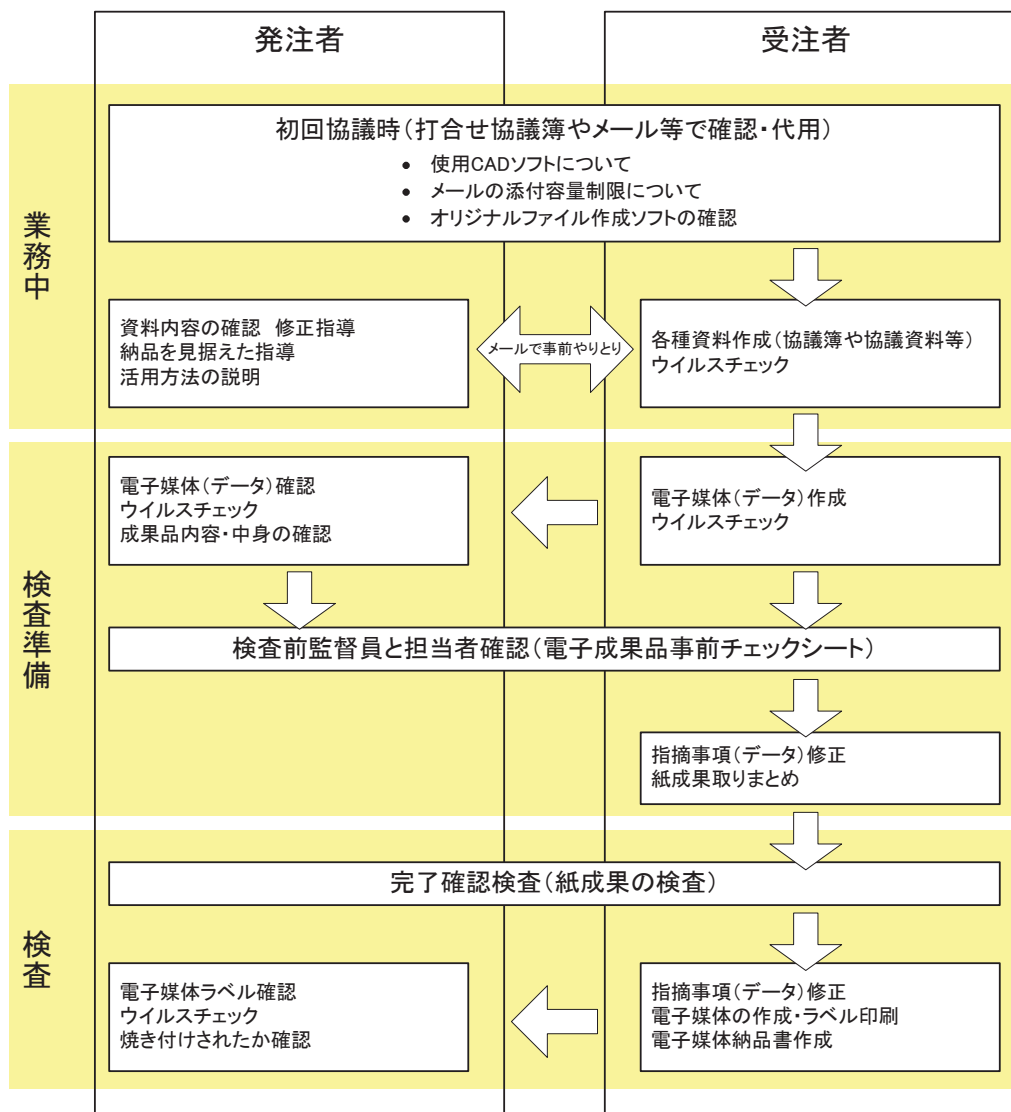 発注者
受注者
業務中
初回協議時(打合せ協議簿やメール等で確認・代用)
● 使用CADソフトについて
● メールの添付容量制限について
● オリジナルファイル作成ソフトの確認
資料内容の確認 修正指導
納品を見据えた指導
活用方法の説明
メールで事前やりとり
各種資料作成(協議簿や協議資料等)
ウイルスチェック
検査準備
電子媒体(データ)確認
ウイルスチェック
成果品内容・中身の確認
電子媒体(データ)作成
ウイルスチェック
検査前監督員と担当者確認(電子成果品事前チェックシート)
指摘事項(データ)修正
紙成果取りまとめ
検査
完了確認検査(紙成果の検査)
電子媒体ラベル確認
ウイルスチェック
焼き付けされたか確認
指摘事項(データ)修正
電子媒体の作成・ラベル印刷
電子媒体納品書作成